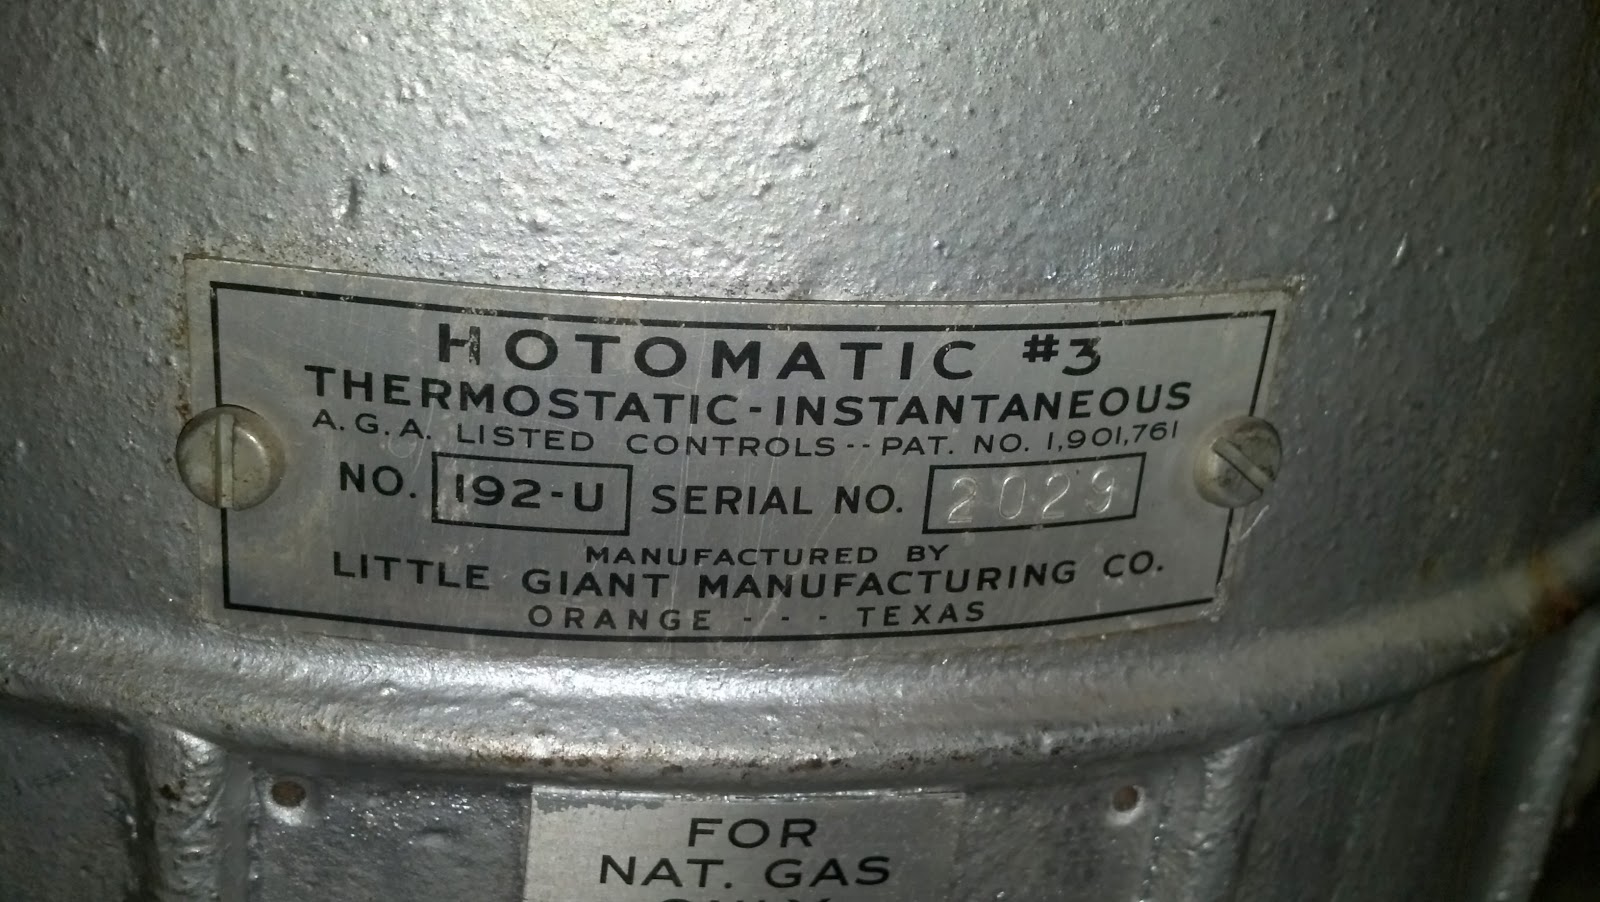 HOTOMATIC #3
THERMOSTATIC-INSTANTANEOUS
A.G.A. LISTED CONTROLS -- PAT. NO. 1,901,761
NO. 192-U SERIAL NO. 2029
MANUFACTURED BY
LITTLE GIANT MANUFACTURING CO.
ORANGE - - - TEXAS
FOR
NAT. GAS
ONLY